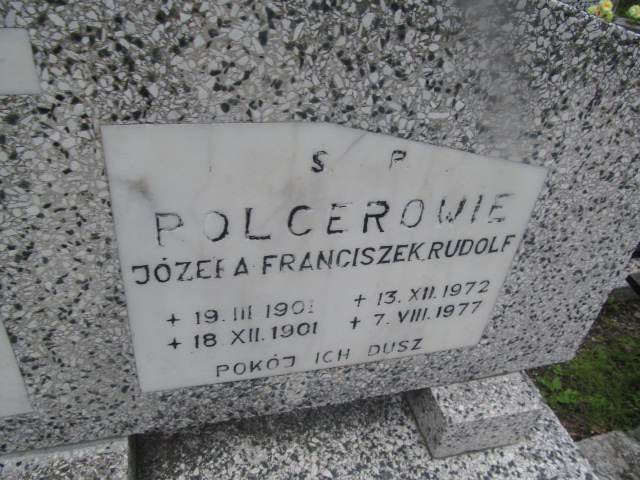 S P
POLCEROWIE
JÓZEFA·FRANCISZEK·RUDOLF
+ 19.III 1901 + 13.XII.1972
+ 18 XII.1901 + 7.VIII.1977
POKÓJ ICH DUSZ